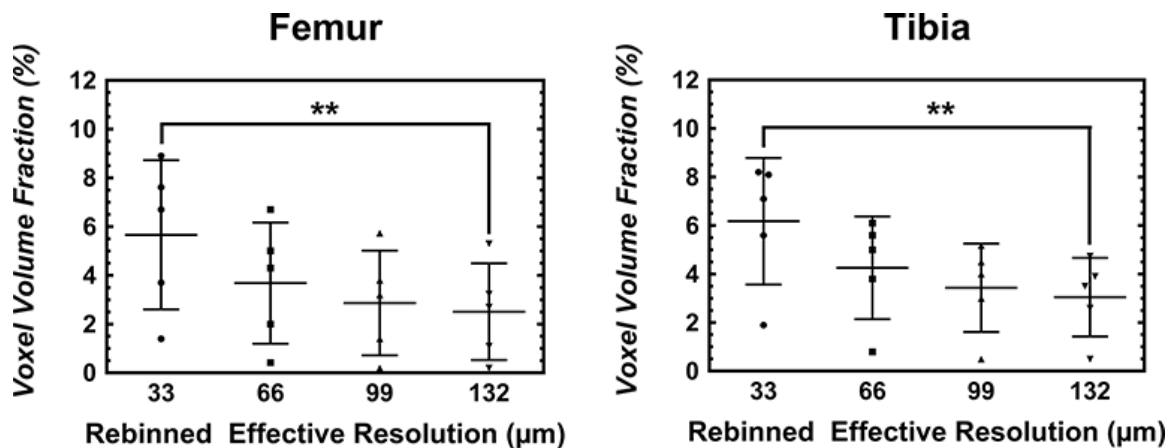 Femur
Voxel Volume Fraction (%)
12
10
8
6
4
2
0
**
33 66 99 132
Rebinned Effective Resolution (µm)
Tibia
Voxel Volume Fraction (%)
12
10
8
6
4
2
0
**
33 66 99 132
Rebinned Effective Resolution (µm)